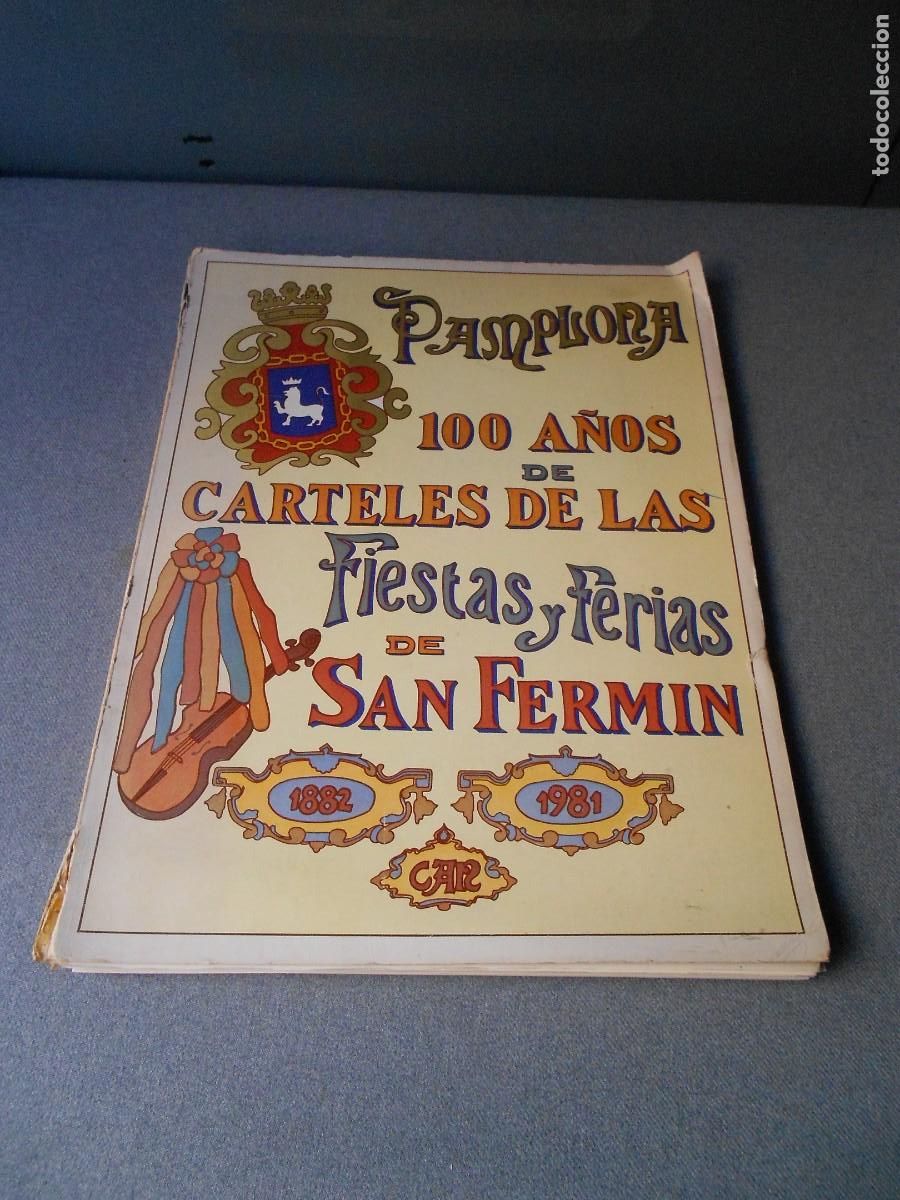 todocoleccion
PAMPLONA
100 AÑOS
DE
CARTELES DE LAS
Fiestas y Ferias
DE
SAN FERMIN
1882
1981
CAN